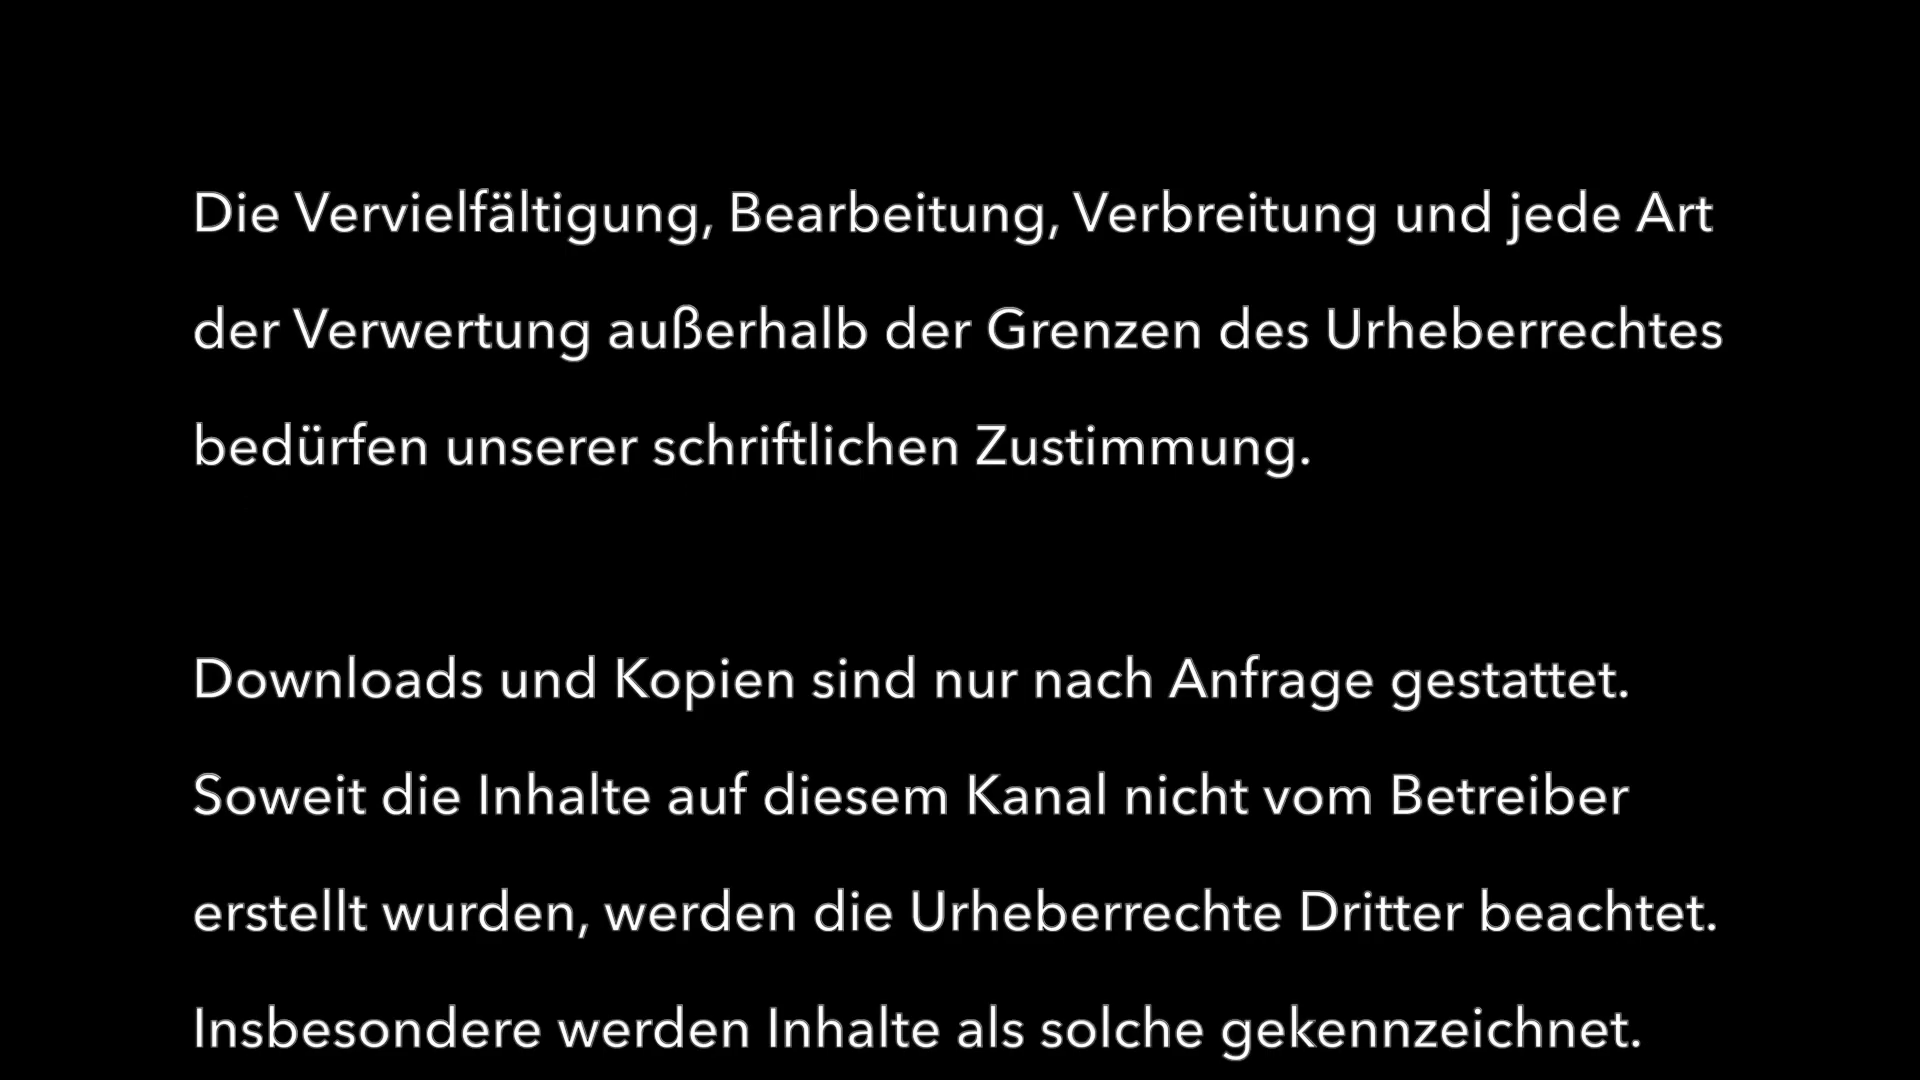 Die Vervielfältigung, Bearbeitung, Verbreitung und jede Art
der Verwertung außerhalb der Grenzen des Urheberrechtes
bedürfen unserer schriftlichen Zustimmung.
Downloads und Kopien sind nur nach Anfrage gestattet.
Soweit die Inhalte auf diesem Kanal nicht vom Betreiber
erstellt wurden, werden die Urheberrechte Dritter beachtet.
Insbesondere werden Inhalte als solche gekennzeichnet.